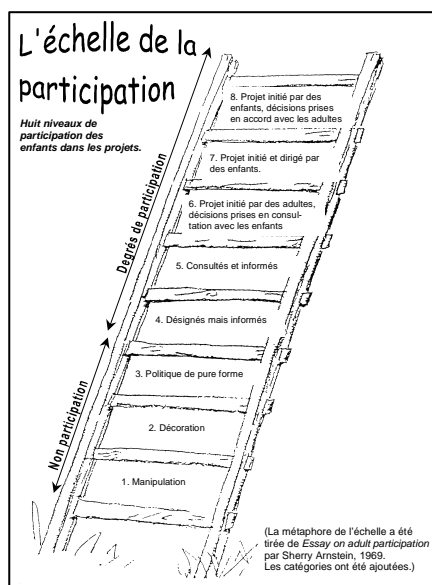 L'échelle de la
participation
Huit niveaux de
participation des
enfants dans les projets.
Degrés de participation
Non participation
8. Projet initié par des
enfants, décisions prises
en accord avec les adultes
7. Projet initié et dirigé par
des enfants.
6. Projet initié par des adultes,
décisions prises en consul-
tation avec les enfants
5. Consultés et informés
4. Désignés mais informés
3. Politique de pure forme
2. Décoration
1. Manipulation
(La métaphore de l'échelle a été
tirée de Essay on adult participation
par Sherry Arnstein, 1969.
Les catégories ont été ajoutées.)